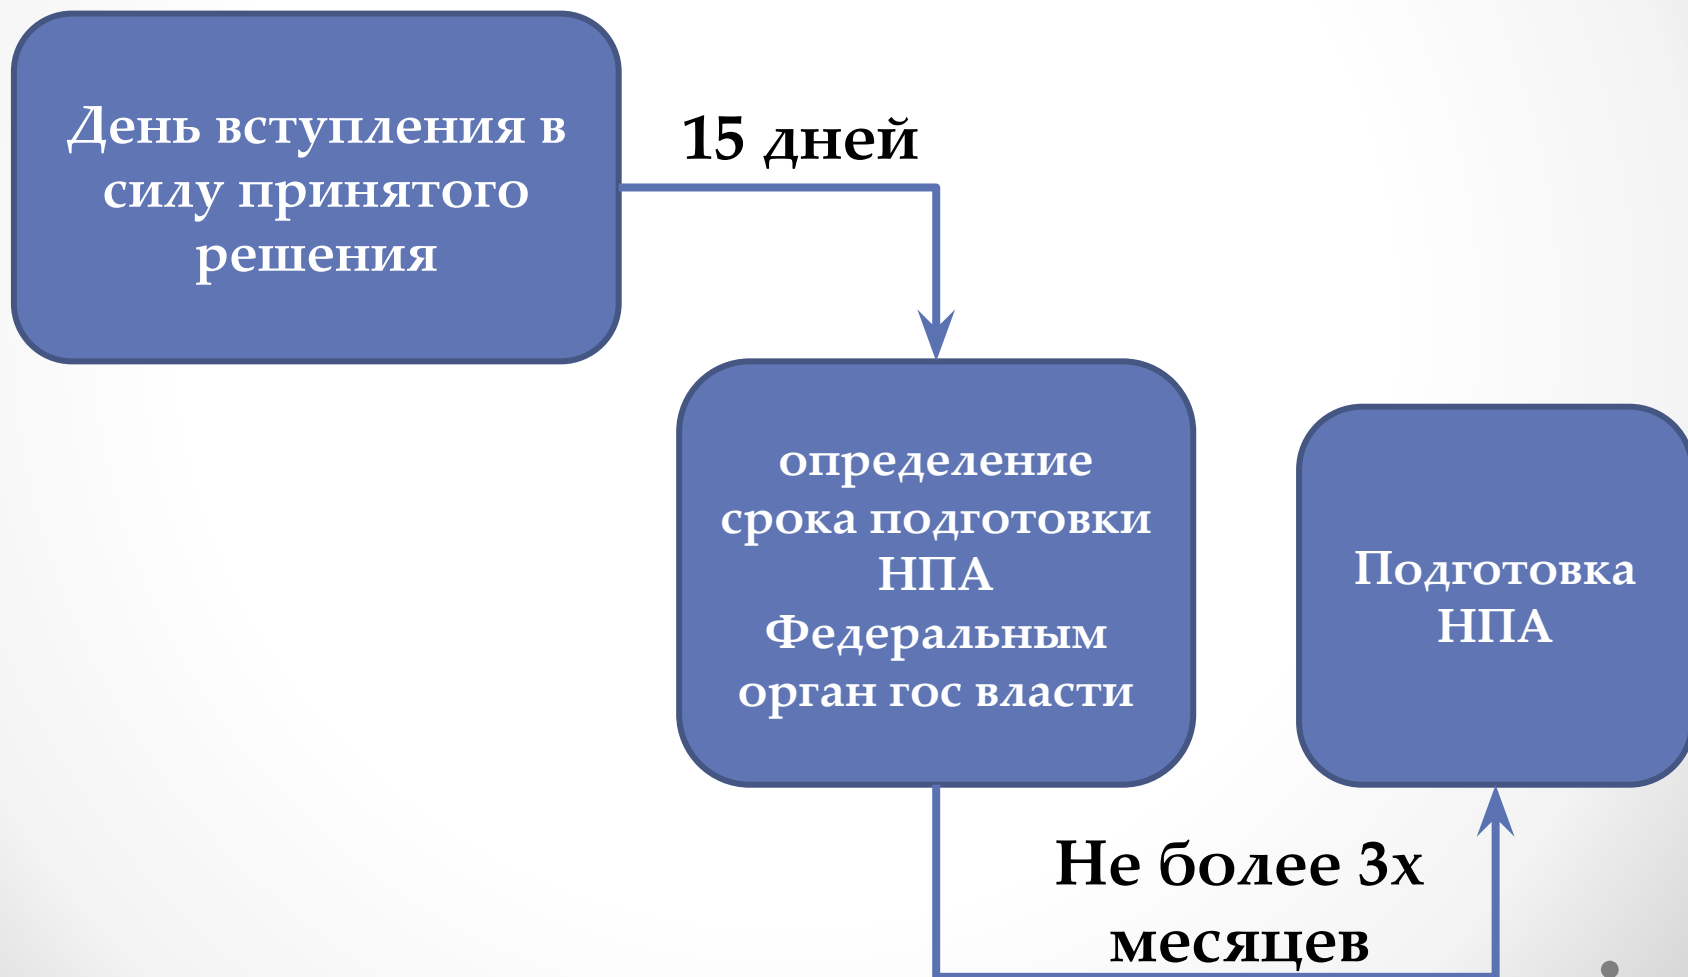 День вступления в
силу принятого
решения
15 дней
определение
срока подготовки
НПА
Федеральным
орган гос власти
Подготовка
НПА
Не более 3х
месяцев